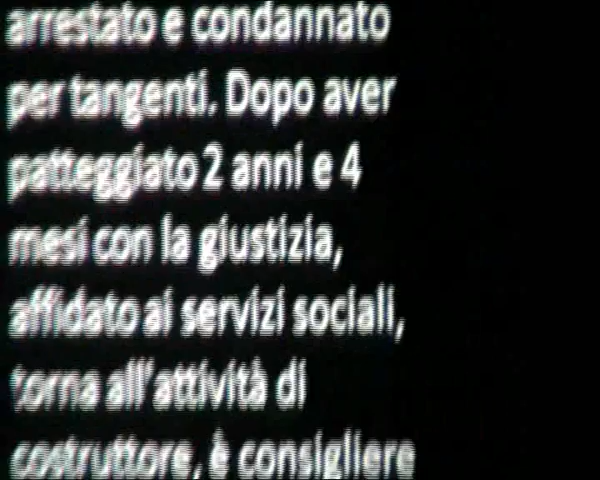 arrestato e condannato
per tangenti. Dopo aver
patteggiato 2 anni e 4
mesi con la giustizia,
affidato ai servizi sociali,
torna all'attività di
costruttore, è consigliere